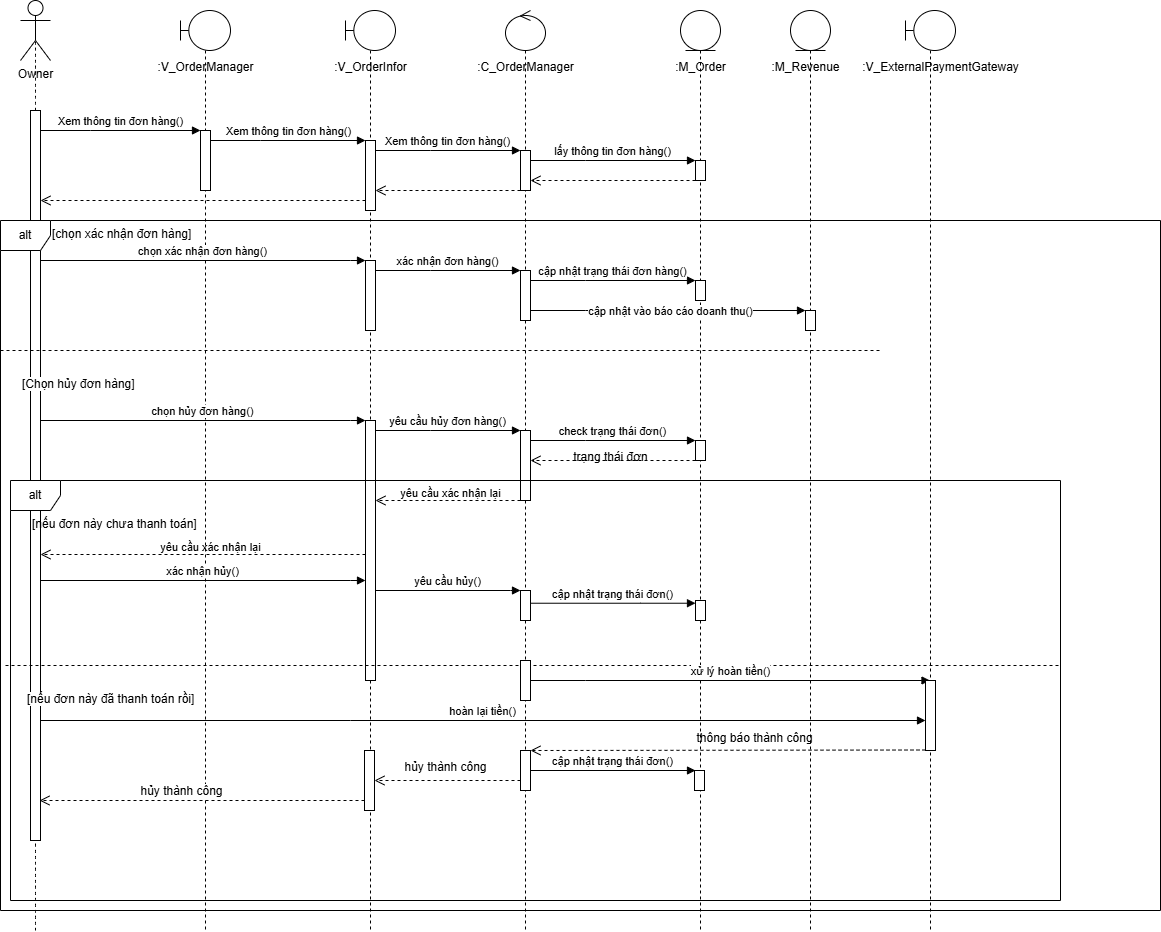 Owner
:V_OrderManager
:V_OrderInfor
:C_OrderManager
:M_Order
:M_Revenue
:V_ExternalPaymentGateway
Xem thông tin đơn hàng()
Xem thông tin đơn hàng()
Xem thông tin đơn hàng()
lấy thông tin đơn hàng()
alt
[chọn xác nhận đơn hàng]
chọn xác nhận đơn hàng()
xác nhận đơn hàng()
cập nhật trạng thái đơn hàng()
cập nhật vào báo cáo doanh thu()
[Chọn hủy đơn hàng]
chọn hủy đơn hàng()
yêu cầu hủy đơn hàng()
check trạng thái đơn()
trạng thái đơn
alt
yêu cầu xác nhận lại
[nếu đơn này chưa thanh toán]
yêu cầu xác nhận lại
xác nhận hủy()
yêu cầu hủy()
cập nhật trạng thái đơn()
xử lý hoàn tiền()
[nếu đơn này đã thanh toán rồi]
hoàn lại tiền()
thông báo thành công
hủy thành công
cập nhật trạng thái đơn()
hủy thành công